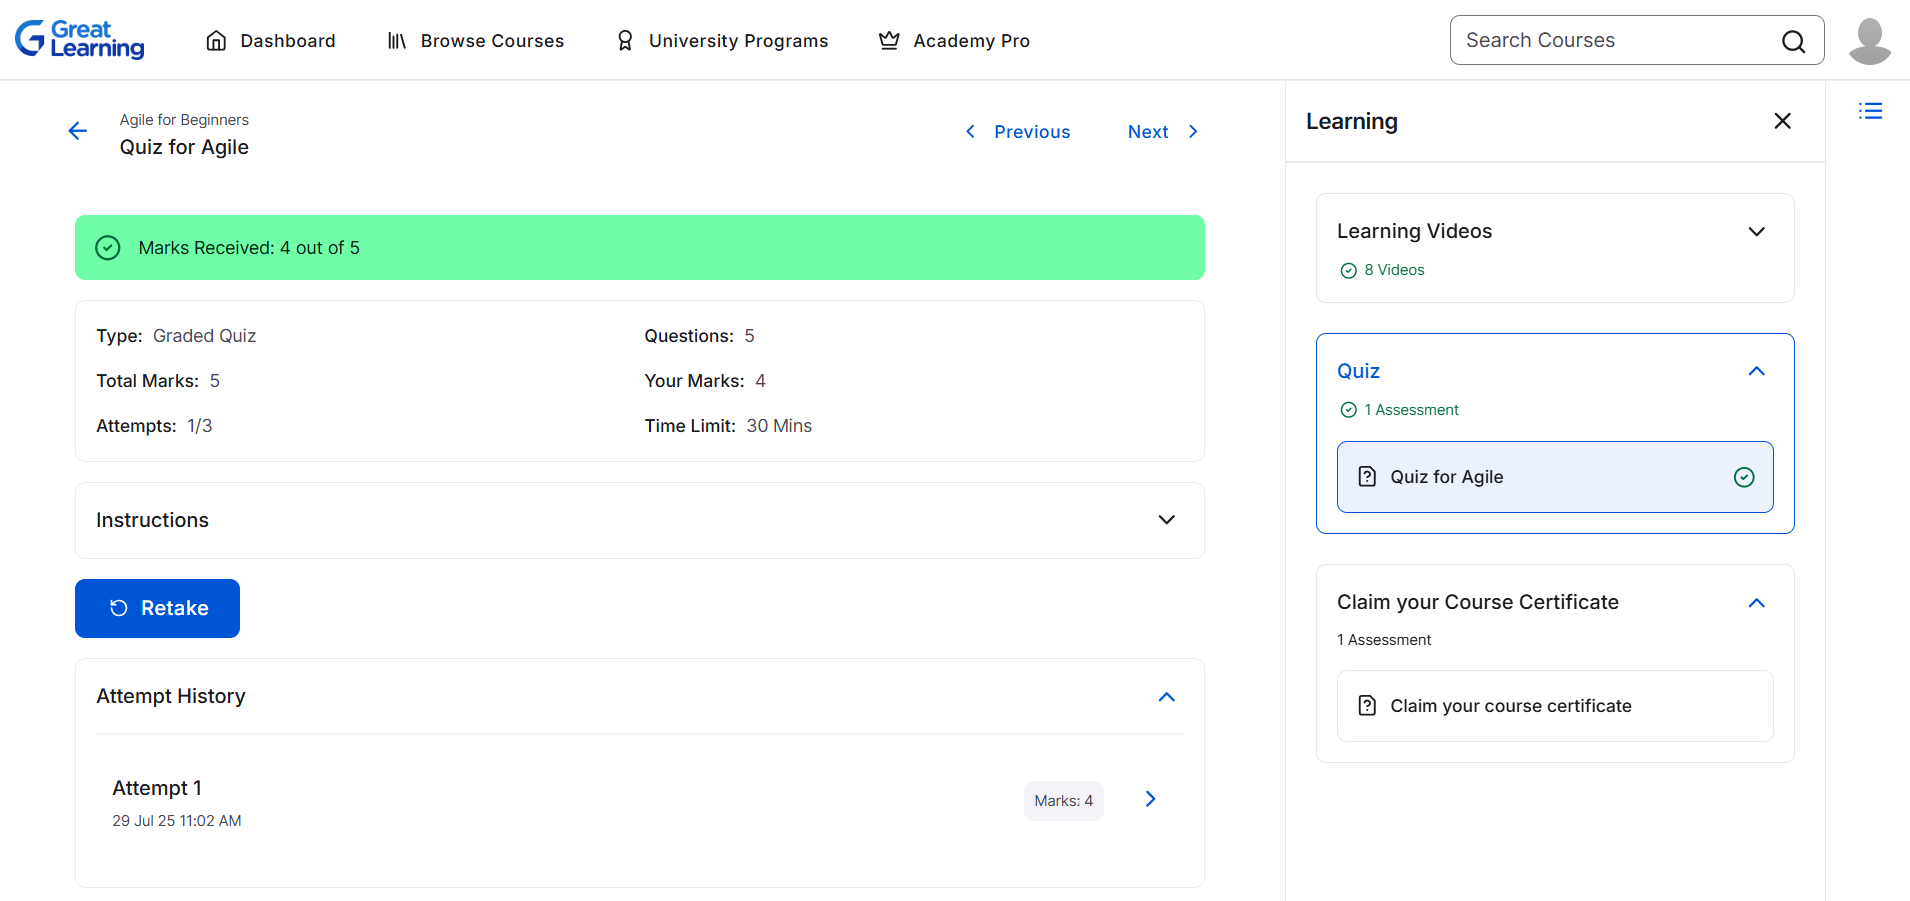 Great Learning
Dashboard
Browse Courses
University Programs
Academy Pro
Search Courses
Agile for Beginners
Quiz for Agile
Previous
Next
Marks Received: 4 out of 5
Type: Graded Quiz
Questions: 5
Total Marks: 5
Your Marks: 4
Attempts: 1/3
Time Limit: 30 Mins
Instructions
Retake
Attempt History
Attempt 1
29 Jul 25 11:02 AM
Marks: 4
Learning
Learning Videos
8 Videos
Quiz
1 Assessment
Quiz for Agile
Claim your Course Certificate
1 Assessment
Claim your course certificate